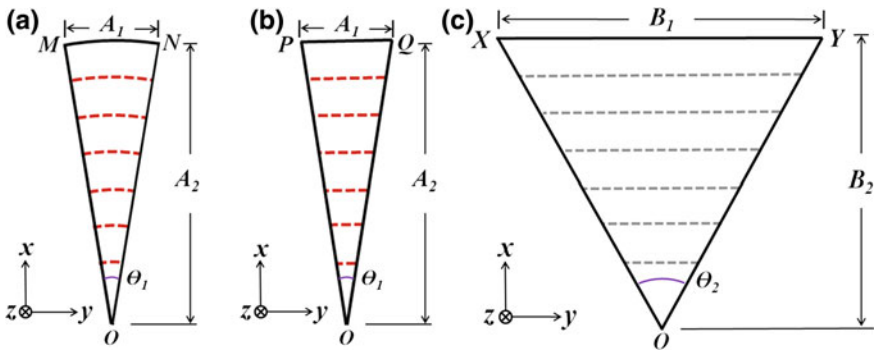 (a) A₁ (b) A₁ (c) B₁
M N P Q X Y
A₂ A₂ B₂
x x x
θ₁ θ₁ θ₂
z y z y z y
O O O